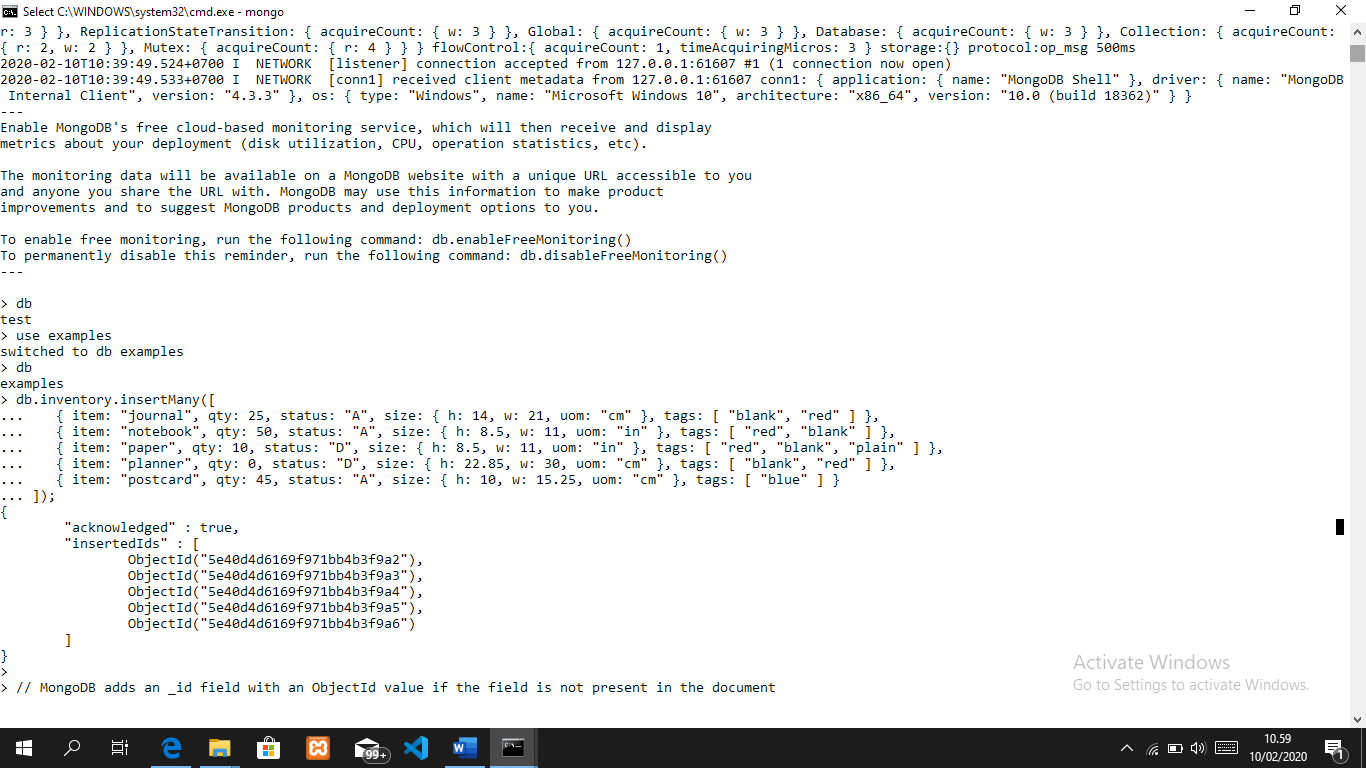 Select C:\WINDOWS\system32\cmd.exe - mongo
r: 3 } }, ReplicationStateTransition: { acquireCount: { w: 3 } }, Global: { acquireCount: { w: 3 } }, Database: { acquireCount: { w: 3 } }, Collection: { acquireCount:
{ r: 2, w: 2 } }, Mutex: { acquireCount: { r: 4 } } } flowControl:{ acquireCount: 1, timeAcquiringMicros: 3 } storage:{} protocol:op_msg 500ms
2020-02-10T10:39:49.524+0700 I  NETWORK  [listener] connection accepted from 127.0.0.1:61607 #1 (1 connection now open)
2020-02-10T10:39:49.533+0700 I  NETWORK  [conn1] received client metadata from 127.0.0.1:61607 conn1: { application: { name: "MongoDB Shell" }, driver: { name: "MongoDB
 Internal Client", version: "4.3.3" }, os: { type: "Windows", name: "Microsoft Windows 10", architecture: "x86_64", version: "10.0 (build 18362)" } }
---
Enable MongoDB's free cloud-based monitoring service, which will then receive and display
metrics about your deployment (disk utilization, CPU, operation statistics, etc).
The monitoring data will be available on a MongoDB website with a unique URL accessible to you
and anyone you share the URL with. MongoDB may use this information to make product
improvements and to suggest MongoDB products and deployment options to you.
To enable free monitoring, run the following command: db.enableFreeMonitoring()
To permanently disable this reminder, run the following command: db.disableFreeMonitoring()
---
> db
test
> use examples
switched to db examples
> db
examples
> db.inventory.insertMany([
...    { item: "journal", qty: 25, status: "A", size: { h: 14, w: 21, uom: "cm" }, tags: [ "blank", "red" ] },
...    { item: "notebook", qty: 50, status: "A", size: { h: 8.5, w: 11, uom: "in" }, tags: [ "red", "blank" ] },
...    { item: "paper", qty: 10, status: "D", size: { h: 8.5, w: 11, uom: "in" }, tags: [ "red", "blank", "plain" ] },
...    { item: "planner", qty: 0, status: "D", size: { h: 22.85, w: 30, uom: "cm" }, tags: [ "blank", "red" ] },
...    { item: "postcard", qty: 45, status: "A", size: { h: 10, w: 15.25, uom: "cm" }, tags: [ "blue" ] }
... ]);
{
        "acknowledged" : true,
        "insertedIds" : [
                ObjectId("5e40d4d6169f971bb4b3f9a2"),
                ObjectId("5e40d4d6169f971bb4b3f9a3"),
                ObjectId("5e40d4d6169f971bb4b3f9a4"),
                ObjectId("5e40d4d6169f971bb4b3f9a5"),
                ObjectId("5e40d4d6169f971bb4b3f9a6")
        ]
}
>
> // MongoDB adds an _id field with an ObjectId value if the field is not present in the document
Activate Windows
Go to Settings to activate Windows.
99+
10.59
10/02/2020
1